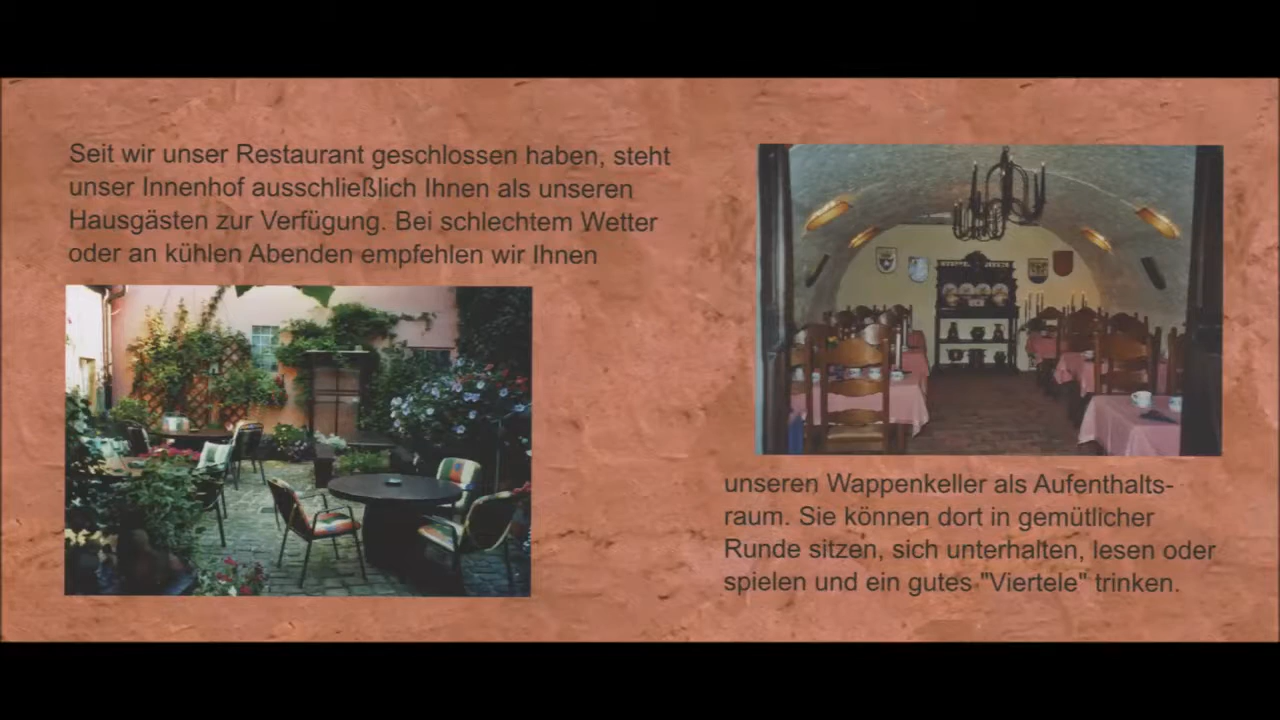 Seit wir unser Restaurant geschlossen haben, steht
unser Innenhof ausschließlich Ihnen als unseren
Hausgästen zur Verfügung. Bei schlechtem Wetter
oder an kühlen Abenden empfehlen wir Ihnen
unseren Wappenkeller als Aufenthalts-
raum. Sie können dort in gemütlicher
Runde sitzen, sich unterhalten, lesen oder
spielen und ein gutes "Viertele" trinken.